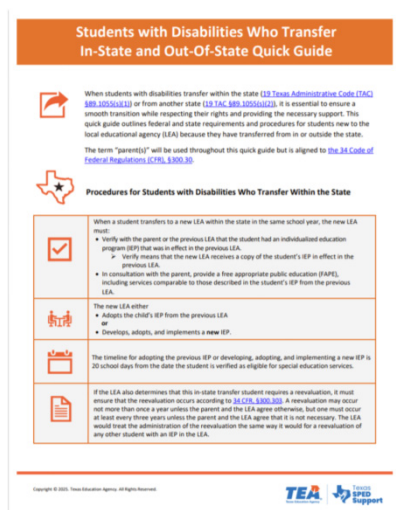 Students with Disabilities Who Transfer
In-State and Out-Of-State Quick Guide
When students with disabilities transfer within the state (19 Texas Administrative Code (TAC)
§89.1055(s)(1)) or from another state (19 TAC §89.1055(s)(2)), it is essential to ensure a
smooth transition while respecting their rights and providing the necessary support. This
quick guide outlines federal and state requirements and procedures for students new to the
local educational agency (LEA) because they have transferred from in or outside the state.
The term "parent(s)" will be used throughout this quick guide but is aligned to the 34 Code of
Federal Regulations (CFR), §300.30.
Procedures for Students with Disabilities Who Transfer Within the State
When a student transfers to a new LEA within the state in the same school year, the new LEA
must:
• Verify with the parent or the previous LEA that the student had an individualized education
program (IEP) that was in effect in the previous LEA.
➢ Verify means that the new LEA receives a copy of the student's IEP in effect in the
previous LEA.
• In consultation with the parent, provide a free appropriate public education (FAPE),
including services comparable to those described in the student's IEP from the previous
LEA.
The new LEA either
• Adopts the child's IEP from the previous LEA
or
• Develops, adopts, and implements a new IEP.
The timeline for adopting the previous IEP or developing, adopting, and implementing a new IEP is
20 school days from the date the student is verified as eligible for special education services.
If the LEA also determines that this in-state transfer student requires a reevaluation, it must
ensure that the reevaluation occurs according to 34 CFR, §300.303. A reevaluation may occur
not more than once a year unless the parent and the LEA agree otherwise, but one must occur
at least every three years unless the parent and the LEA agree that it is not necessary. The LEA
would treat the administration of the reevaluation the same way it would for a reevaluation of
any other student with an IEP in the LEA.
Copyright © 2025. Texas Education Agency. All Rights Reserved.
TEA
Texas
SPED
Support